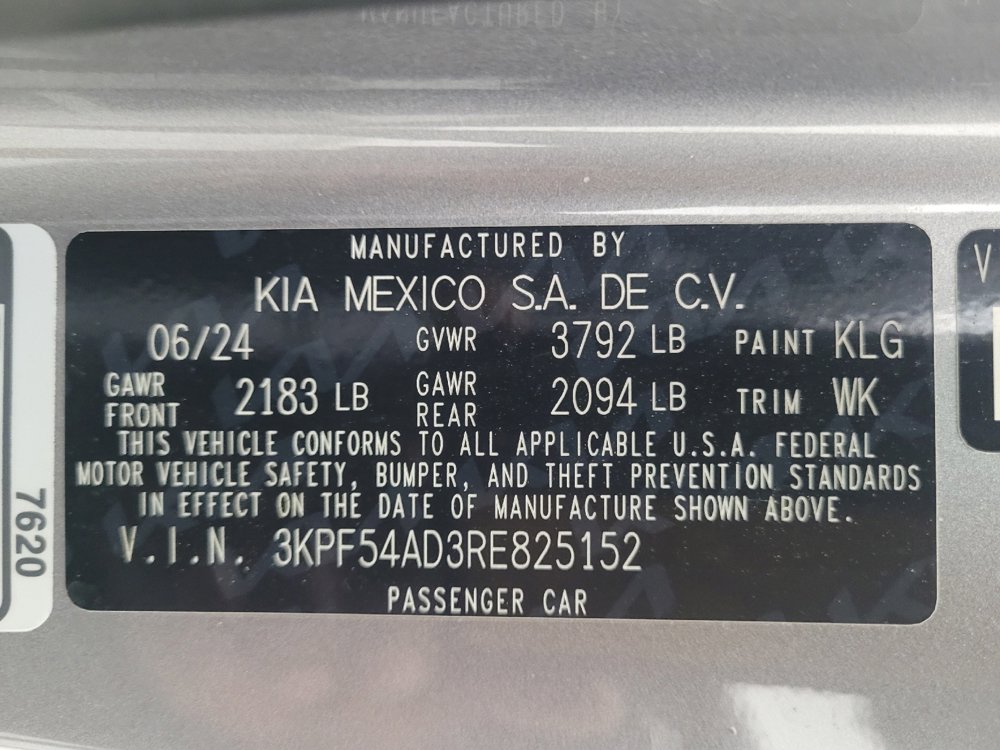 MANUFACTURED BY
MANUFACTURED BY
KIA MEXICO S.A. DE C.V.
06/24 GVWR 3792 LB PAINT KLG
GAWR FRONT 2183 LB GAWR REAR 2094 LB TRIM WK
THIS VEHICLE CONFORMS TO ALL APPLICABLE U.S.A. FEDERAL
MOTOR VEHICLE SAFETY, BUMPER, AND THEFT PREVENTION STANDARDS
IN EFFECT ON THE DATE OF MANUFACTURE SHOWN ABOVE.
V.I.N. 3KPF54AD3RE825152
PASSENGER CAR
7620
V